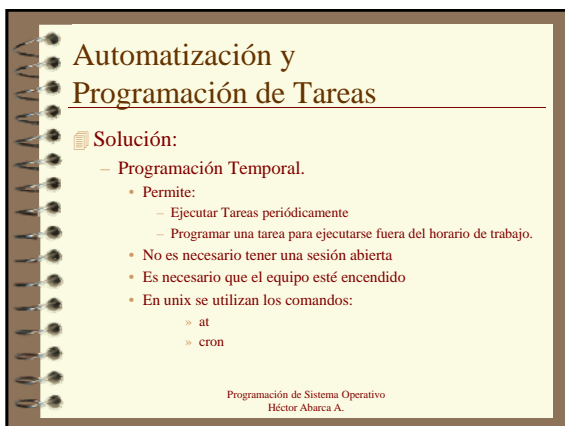 Automatización y
Programación de Tareas
Solución:
– Programación Temporal.
• Permite:
– Ejecutar Tareas periódicamente
– Programar una tarea para ejecutarse fuera del horario de trabajo.
• No es necesario tener una sesión abierta
• Es necesario que el equipo esté encendido
• En unix se utilizan los comandos:
» at
» cron
Programación de Sistema Operativo
Héctor Abarca A.